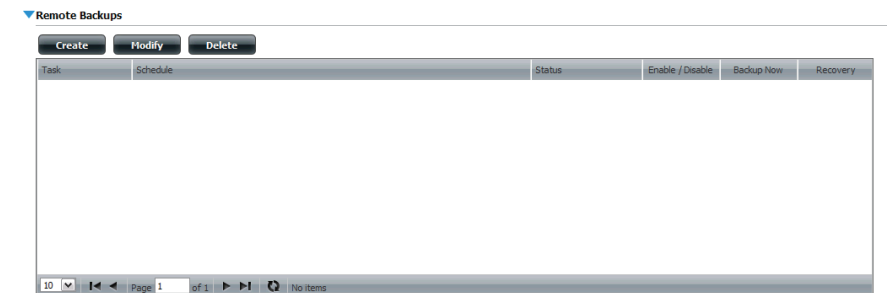 Remote Backups
Create Modify Delete
Task Schedule Status Enable / Disable Backup Now Recovery
10 Page 1 of 1 No items